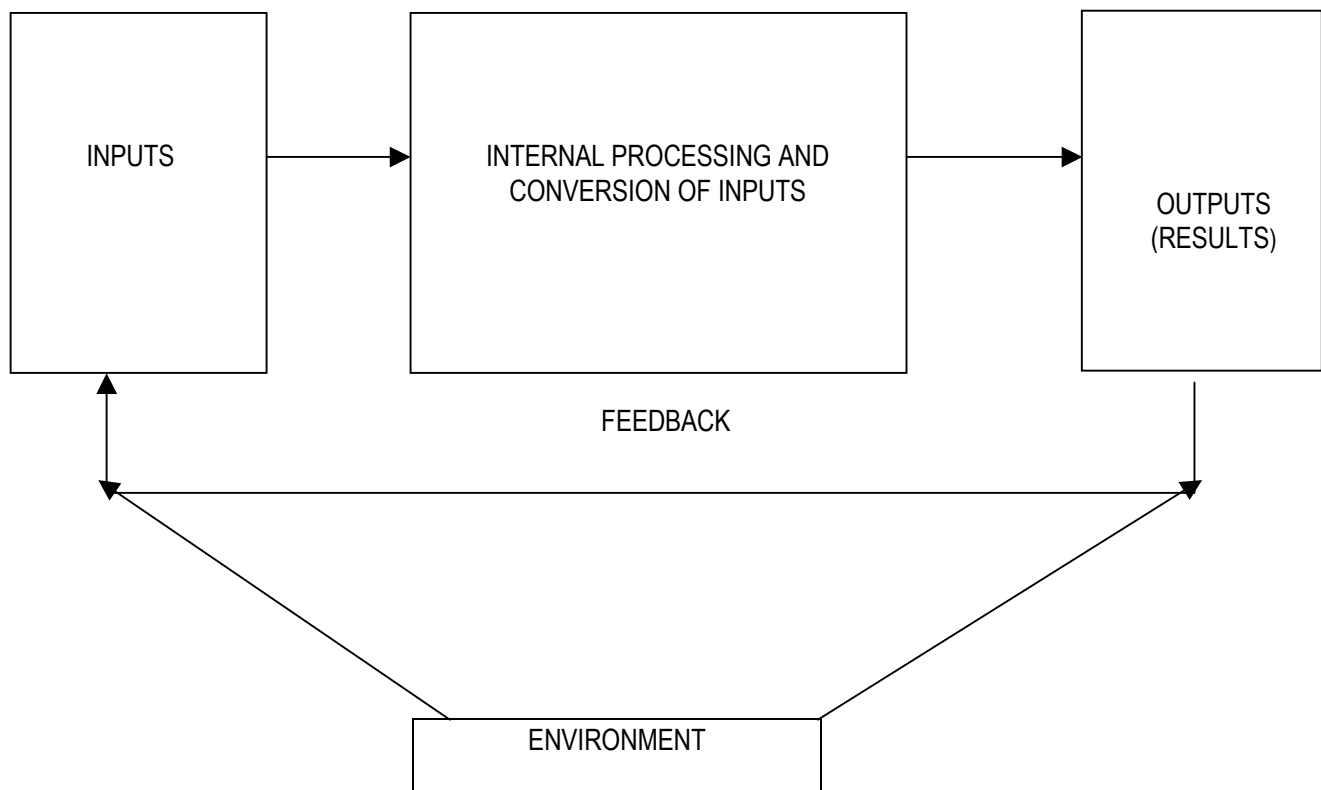 INPUTS
INTERNAL PROCESSING AND
CONVERSION OF INPUTS
OUTPUTS
(RESULTS)
FEEDBACK
ENVIRONMENT